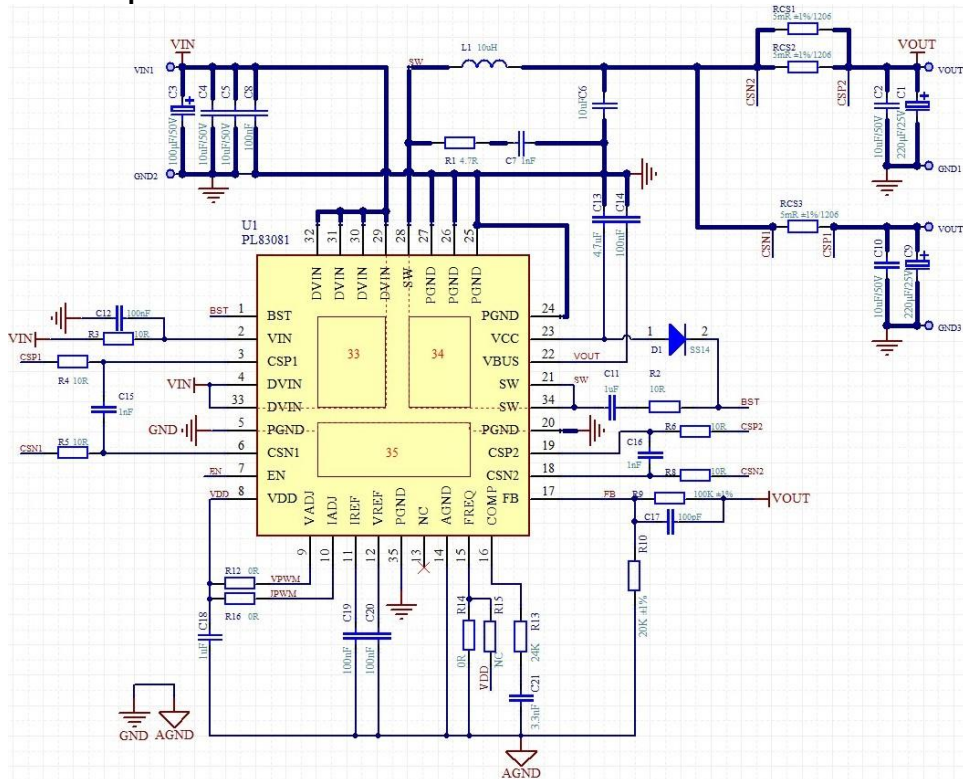 RCS1
5mR ±1%/1206
RCS2
5mR ±1%/1206
VIN
VIN1
SW
L1 10uH
VOUT
VOUT
CSN2
CSP2
C3
100µF/50V
C4
10uF/50V
C5
10uF/50V
C8
100nF
10uF C6
C2
10uF/50V
C1
220µF/25V
R1 4.7R
C7 1nF
GND2
GND1
U1
PL83081
C13
4.7uF
C14
100nF
RCS3
5mR ±1%/1206
VOUT
CSN1
CSP1
C10
10uF/50V
C9
220µF/25V
GND3
32
31
30
29
28
27
26
25
DVIN
DVIN
DVIN
DVIN
SW
PGND
PGND
PGND
C12 100nF
BST
1
BST
PGND
24
VIN
R3 10R
2
VIN
VCC
23
1
2
D1 SS14
CSP1
3
CSP1
33
34
VBUS
22
VOUT
R4 10R
VIN
4
DVIN
SW
21
SW
C11
1uF
R2
10R
33
DVIN
SW
34
BST
C15
1nF
GND
5
PGND
PGND
20
CSN1
R5 10R
6
CSN1
35
CSP2
19
C16
1nF
R6 10R
CSP2
EN
7
EN
CSN2
18
R8 10R
CSN2
VDD
8
VDD
FB
17
FB
R9
100K ±1%
VOUT
C17 100pF
VADJ
IADJ
IREF
VREF
PGND
NC
AGND
FREQ
COMP
9
10
11
12
35
13
14
15
16
R10
20K ±1%
R12 0R
VPWM
R16 0R
JPWM
C18
1uF
C19
100nF
C20
100nF
R14
0R
R15
NC
VDD
R13
24K
C21
3.3nF
GND AGND
AGND